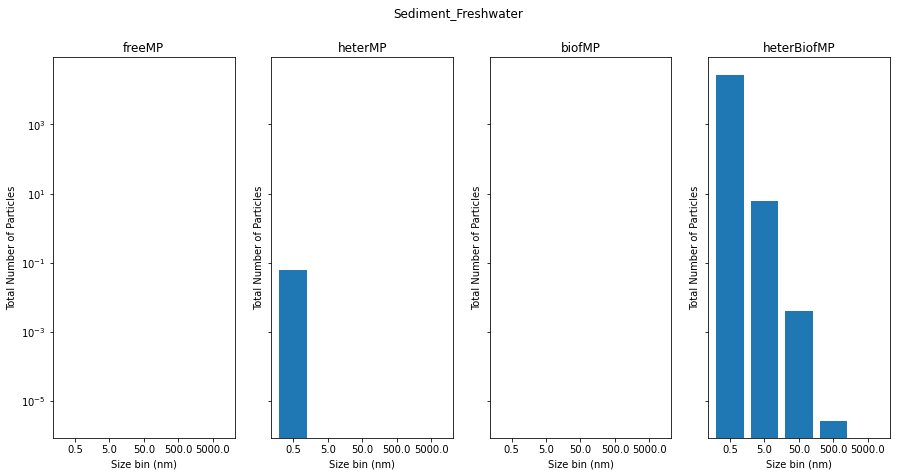 Sediment_Freshwater
freeMP
heterMP
biofMP
heterBiofMP
Total Number of Particles
10³
10¹
10⁻¹
10⁻³
10⁻⁵
0.5 5.0 50.0 500.0 5000.0
Size bin (nm)
Total Number of Particles
0.5 5.0 50.0 500.0 5000.0
Size bin (nm)
Total Number of Particles
0.5 5.0 50.0 500.0 5000.0
Size bin (nm)
Total Number of Particles
0.5 5.0 50.0 500.0 5000.0
Size bin (nm)